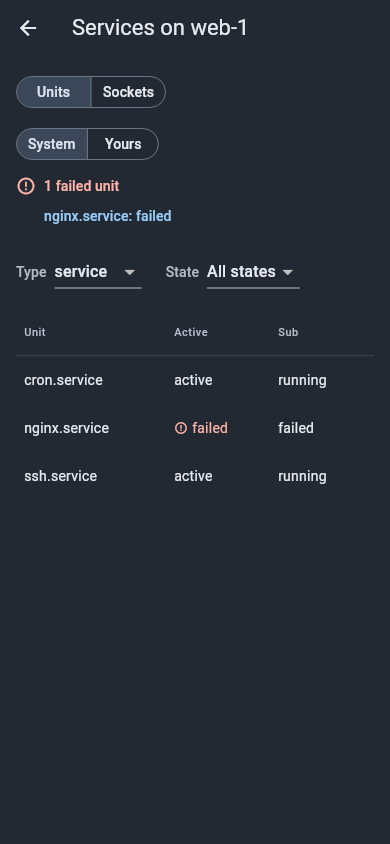 Services on web-1
Units Sockets
System Yours
1 failed unit
nginx.service: failed
Type service State All states
Unit Active Sub
cron.service active running
nginx.service failed failed
ssh.service active running